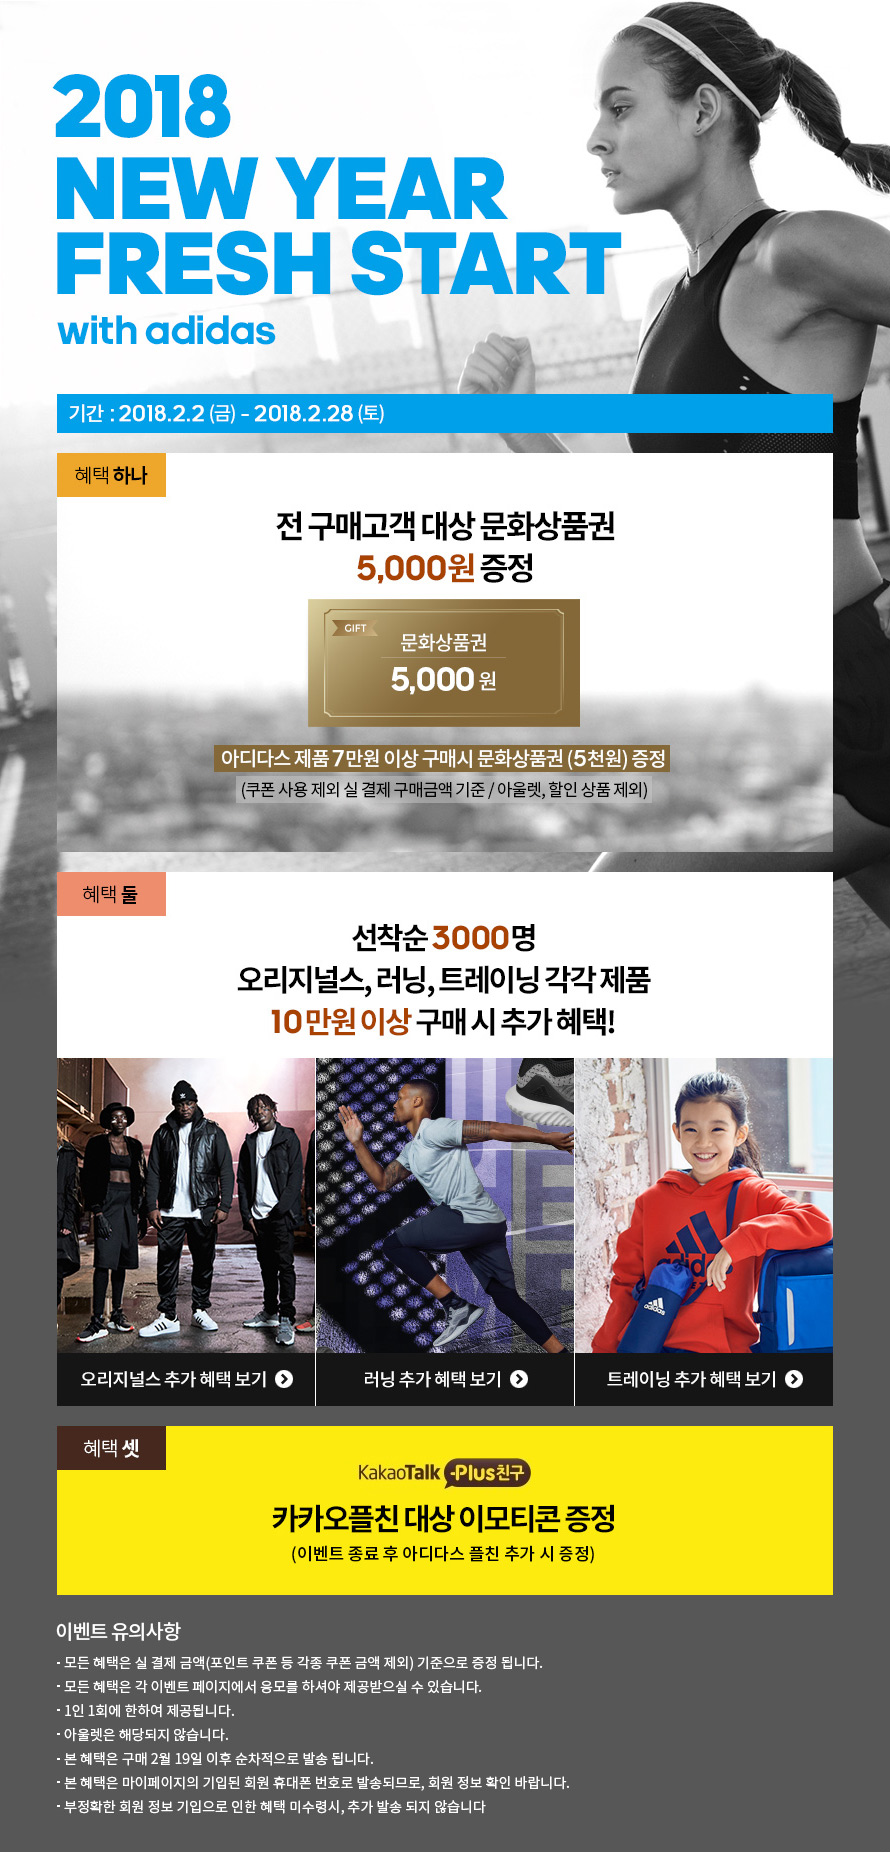 2018
NEW YEAR
FRESH START
with adidas
기간 : 2018.2.2 (금) - 2018.2.28 (토)
혜택 하나
전 구매고객 대상 문화상품권
5,000원 증정
GIFT
문화상품권
5,000 원
아디다스 제품 7만원 이상 구매시 문화상품권 (5천원) 증정
(쿠폰 사용 제외 실 결제 구매금액 기준 / 아울렛, 할인 상품 제외)
혜택 둘
선착순 3000명
오리지널스, 러닝, 트레이닝 각각 제품
10만원 이상 구매 시 추가 혜택!
adidas
adidas
오리지널스 추가 혜택 보기
러닝 추가 혜택 보기
트레이닝 추가 혜택 보기
혜택 셋
KakaoTalk Plus친구
카카오플친 대상 이모티콘 증정
(이벤트 종료 후 아디다스 플친 추가 시 증정)
이벤트 유의사항
- 모든 혜택은 실 결제 금액(포인트 쿠폰 등 각종 쿠폰 금액 제외) 기준으로 증정 됩니다.
- 모든 혜택은 각 이벤트 페이지에서 응모를 하셔야 제공받으실 수 있습니다.
- 1인 1회에 한하여 제공됩니다.
- 아울렛은 해당되지 않습니다.
- 본 혜택은 구매 2월 19일 이후 순차적으로 발송 됩니다.
- 본 혜택은 마이페이지의 기입된 회원 휴대폰 번호로 발송되므로, 회원 정보 확인 바랍니다.
- 부정확한 회원 정보 기입으로 인한 혜택 미수령시, 추가 발송 되지 않습니다